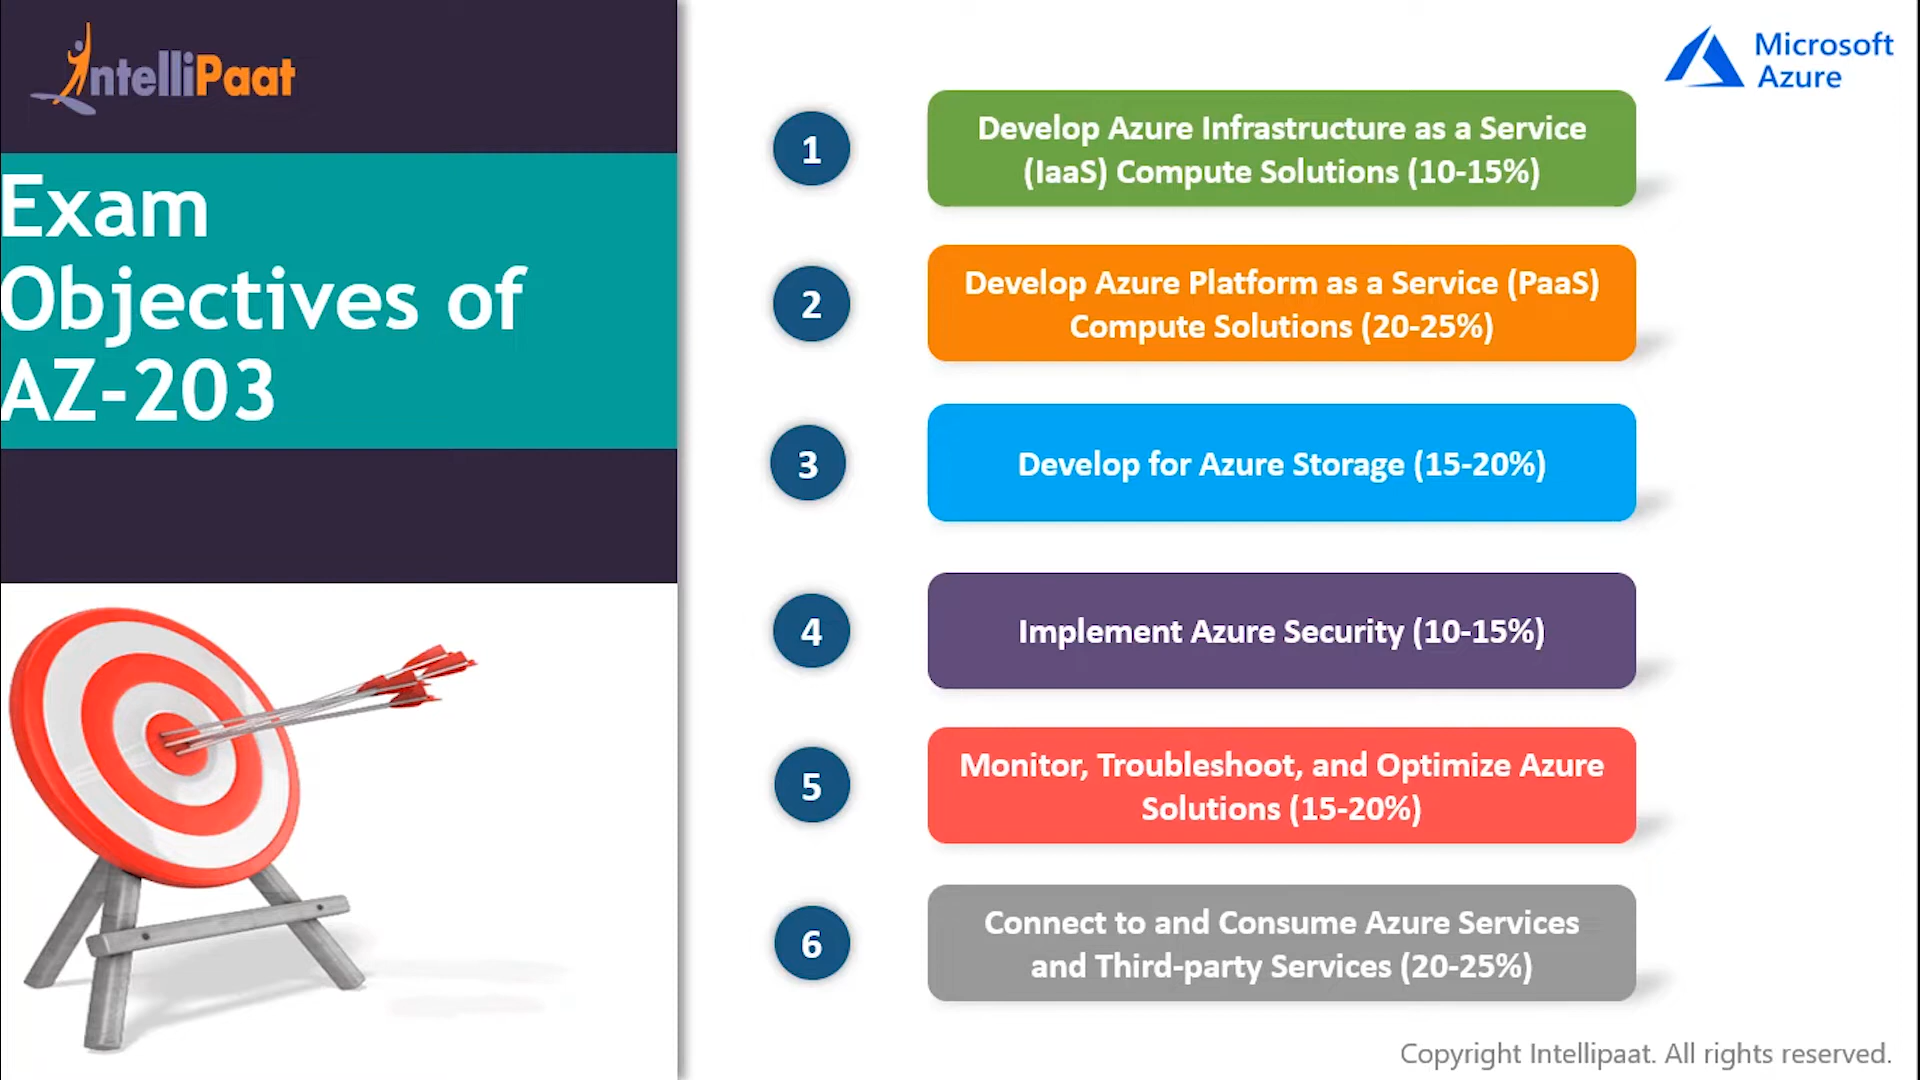 IntelliPaat
Exam
Objectives of
AZ-203
Microsoft
Azure
1
Develop Azure Infrastructure as a Service
(IaaS) Compute Solutions (10-15%)
2
Develop Azure Platform as a Service (PaaS)
Compute Solutions (20-25%)
3
Develop for Azure Storage (15-20%)
4
Implement Azure Security (10-15%)
5
Monitor, Troubleshoot, and Optimize Azure
Solutions (15-20%)
6
Connect to and Consume Azure Services
and Third-party Services (20-25%)
Copyright Intellipaat. All rights reserved.